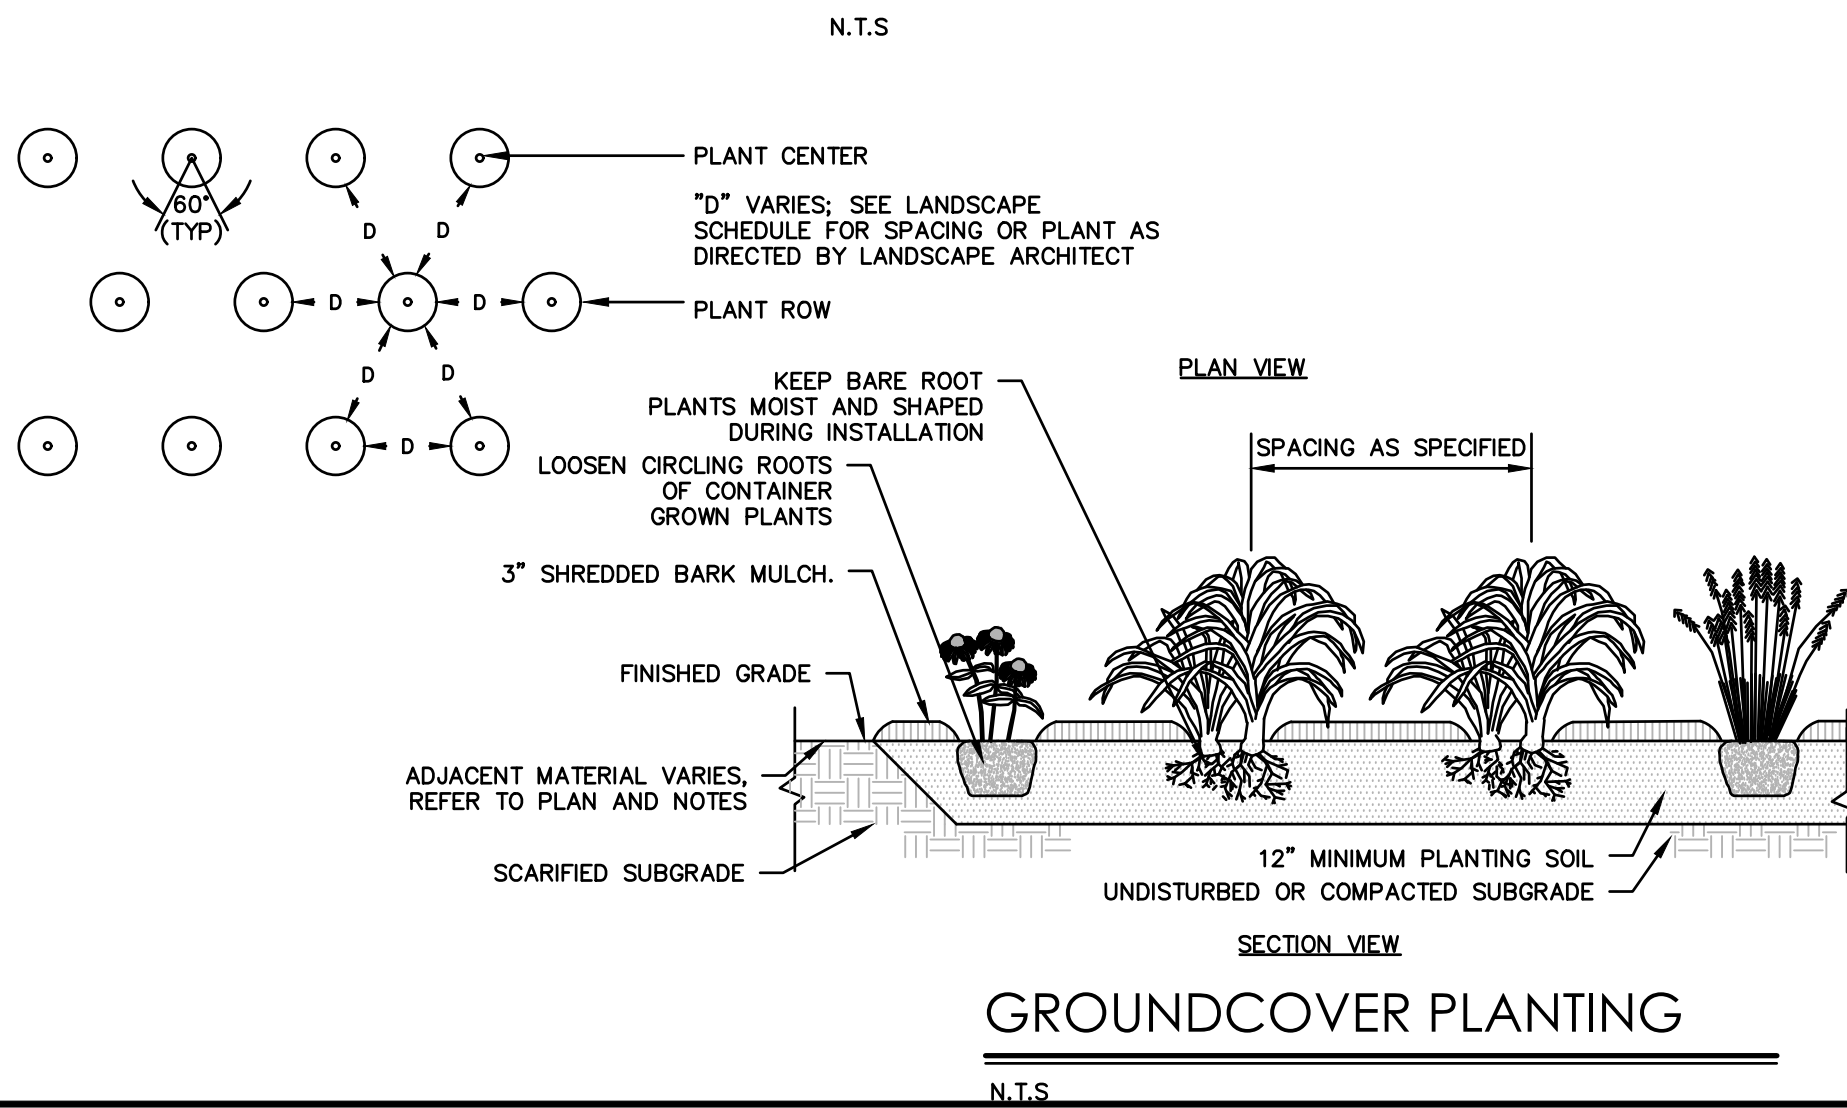 N.T.S
PLANT CENTER
60°
(TYP)
"D" VARIES; SEE LANDSCAPE
SCHEDULE FOR SPACING OR PLANT AS
DIRECTED BY LANDSCAPE ARCHITECT
D D
D D
PLANT ROW
D D
D
PLAN VIEW
KEEP BARE ROOT
PLANTS MOIST AND SHAPED
DURING INSTALLATION
SPACING AS SPECIFIED
LOOSEN CIRCLING ROOTS
OF CONTAINER
GROWN PLANTS
3" SHREDDED BARK MULCH.
FINISHED GRADE
ADJACENT MATERIAL VARIES,
REFER TO PLAN AND NOTES
SCARIFIED SUBGRADE
12" MINIMUM PLANTING SOIL
UNDISTURBED OR COMPACTED SUBGRADE
SECTION VIEW
GROUNDCOVER PLANTING
N.T.S